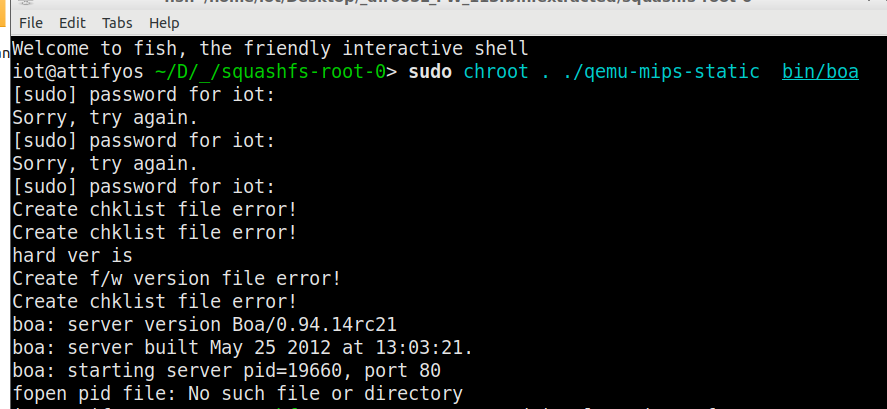 File Edit Tabs Help
Welcome to fish, the friendly interactive shell
iot@attifyos ~/D/_/squashfs-root-0> sudo chroot . ./qemu-mips-static bin/boa
[sudo] password for iot:
Sorry, try again.
[sudo] password for iot:
Sorry, try again.
[sudo] password for iot:
Create chklist file error!
Create chklist file error!
hard ver is
Create f/w version file error!
Create chklist file error!
boa: server version Boa/0.94.14rc21
boa: server built May 25 2012 at 13:03:21.
boa: starting server pid=19660, port 80
fopen pid file: No such file or directory